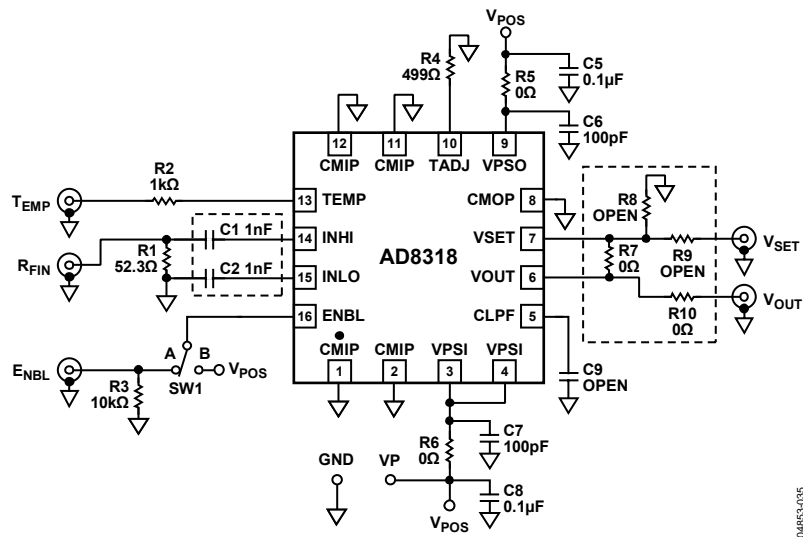 VPOS
R4
499Ω
R5
0Ω
C5
0.1µF
C6
100pF
12
11
10
9
CMIP
CMIP
TADJ
VPSO
R2
1kΩ
TEMP
13
TEMP
CMOP
8
R8
OPEN
C1 1nF
14
INHI
VSET
7
VSET
RFIN
R1
52.3Ω
AD8318
R7
0Ω
R9
OPEN
C2 1nF
15
INLO
VOUT
6
VOUT
R10
0Ω
16
ENBL
CLPF
5
A
B
VPOS
SW1
ENBL
R3
10kΩ
CMIP
CMIP
VPSI
VPSI
1
2
3
4
C9
OPEN
R6
0Ω
C7
100pF
GND
VP
C8
0.1µF
VPOS
04853-035